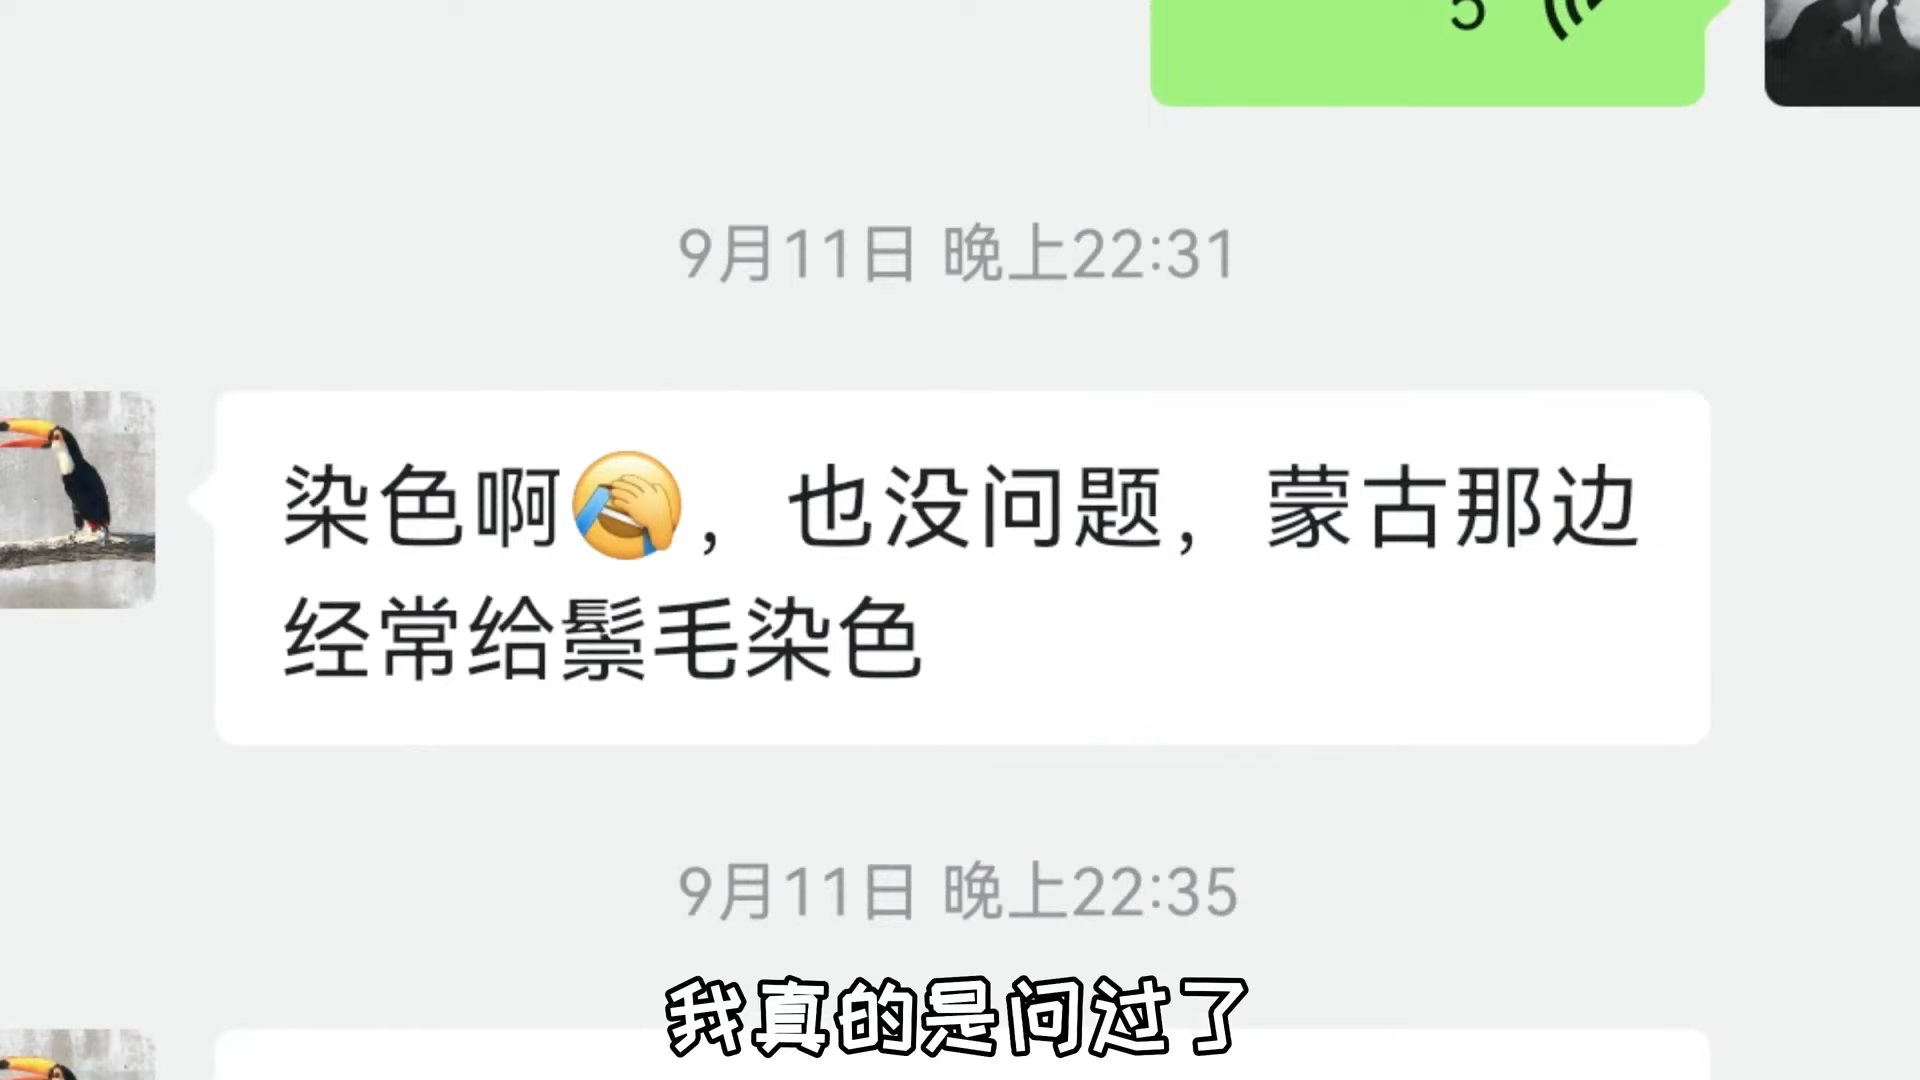 5
9月11日 晚上22:31
染色啊🤦，也没问题，蒙古那边
经常给鬃毛染色
9月11日 晚上22:35
我真的是问过了